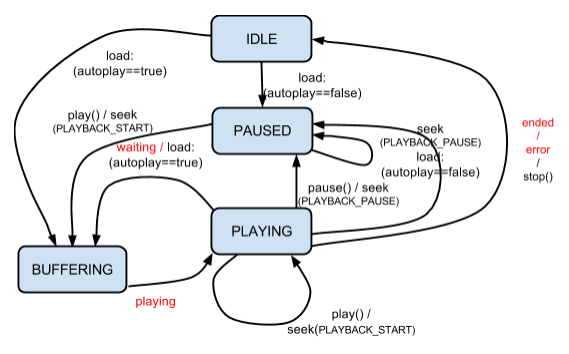 IDLE
load:
(autoplay==true)
load:
(autoplay==false)
play() / seek
(PLAYBACK_START)
PAUSED
seek
(PLAYBACK_PAUSE)
load:
(autoplay==false)
waiting / load:
(autoplay==true)
ended
/
error
/
stop()
pause() / seek
(PLAYBACK_PAUSE)
PLAYING
BUFFERING
playing
play() /
seek(PLAYBACK_START)